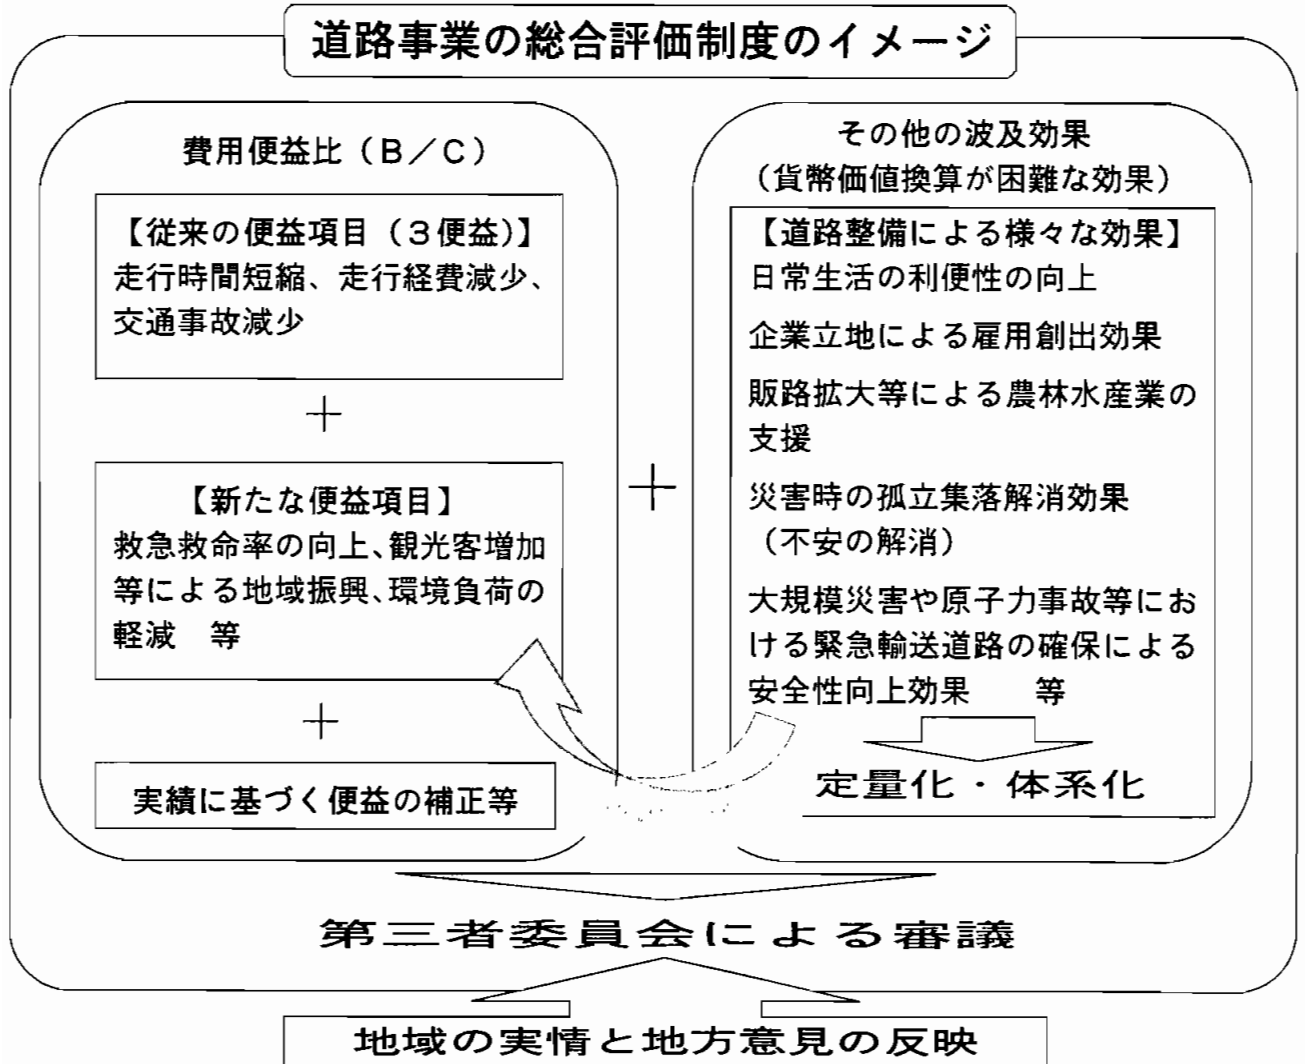 道路事業の総合評価制度のイメージ
費用便益比（B／C）
【従来の便益項目（３便益）】
走行時間短縮、走行経費減少、
交通事故減少
＋
【新たな便益項目】
救急救命率の向上、観光客増加
等による地域振興、環境負荷の
軽減　等
＋
実績に基づく便益の補正等
＋
その他の波及効果
（貨幣価値換算が困難な効果）
【道路整備による様々な効果】
日常生活の利便性の向上
企業立地による雇用創出効果
販路拡大等による農林水産業の
支援
災害時の孤立集落解消効果
（不安の解消）
大規模災害や原子力事故等にお
ける緊急輸送道路の確保による
安全性向上効果　　等
定量化・体系化
第三者委員会による審議
地域の実情と地方意見の反映